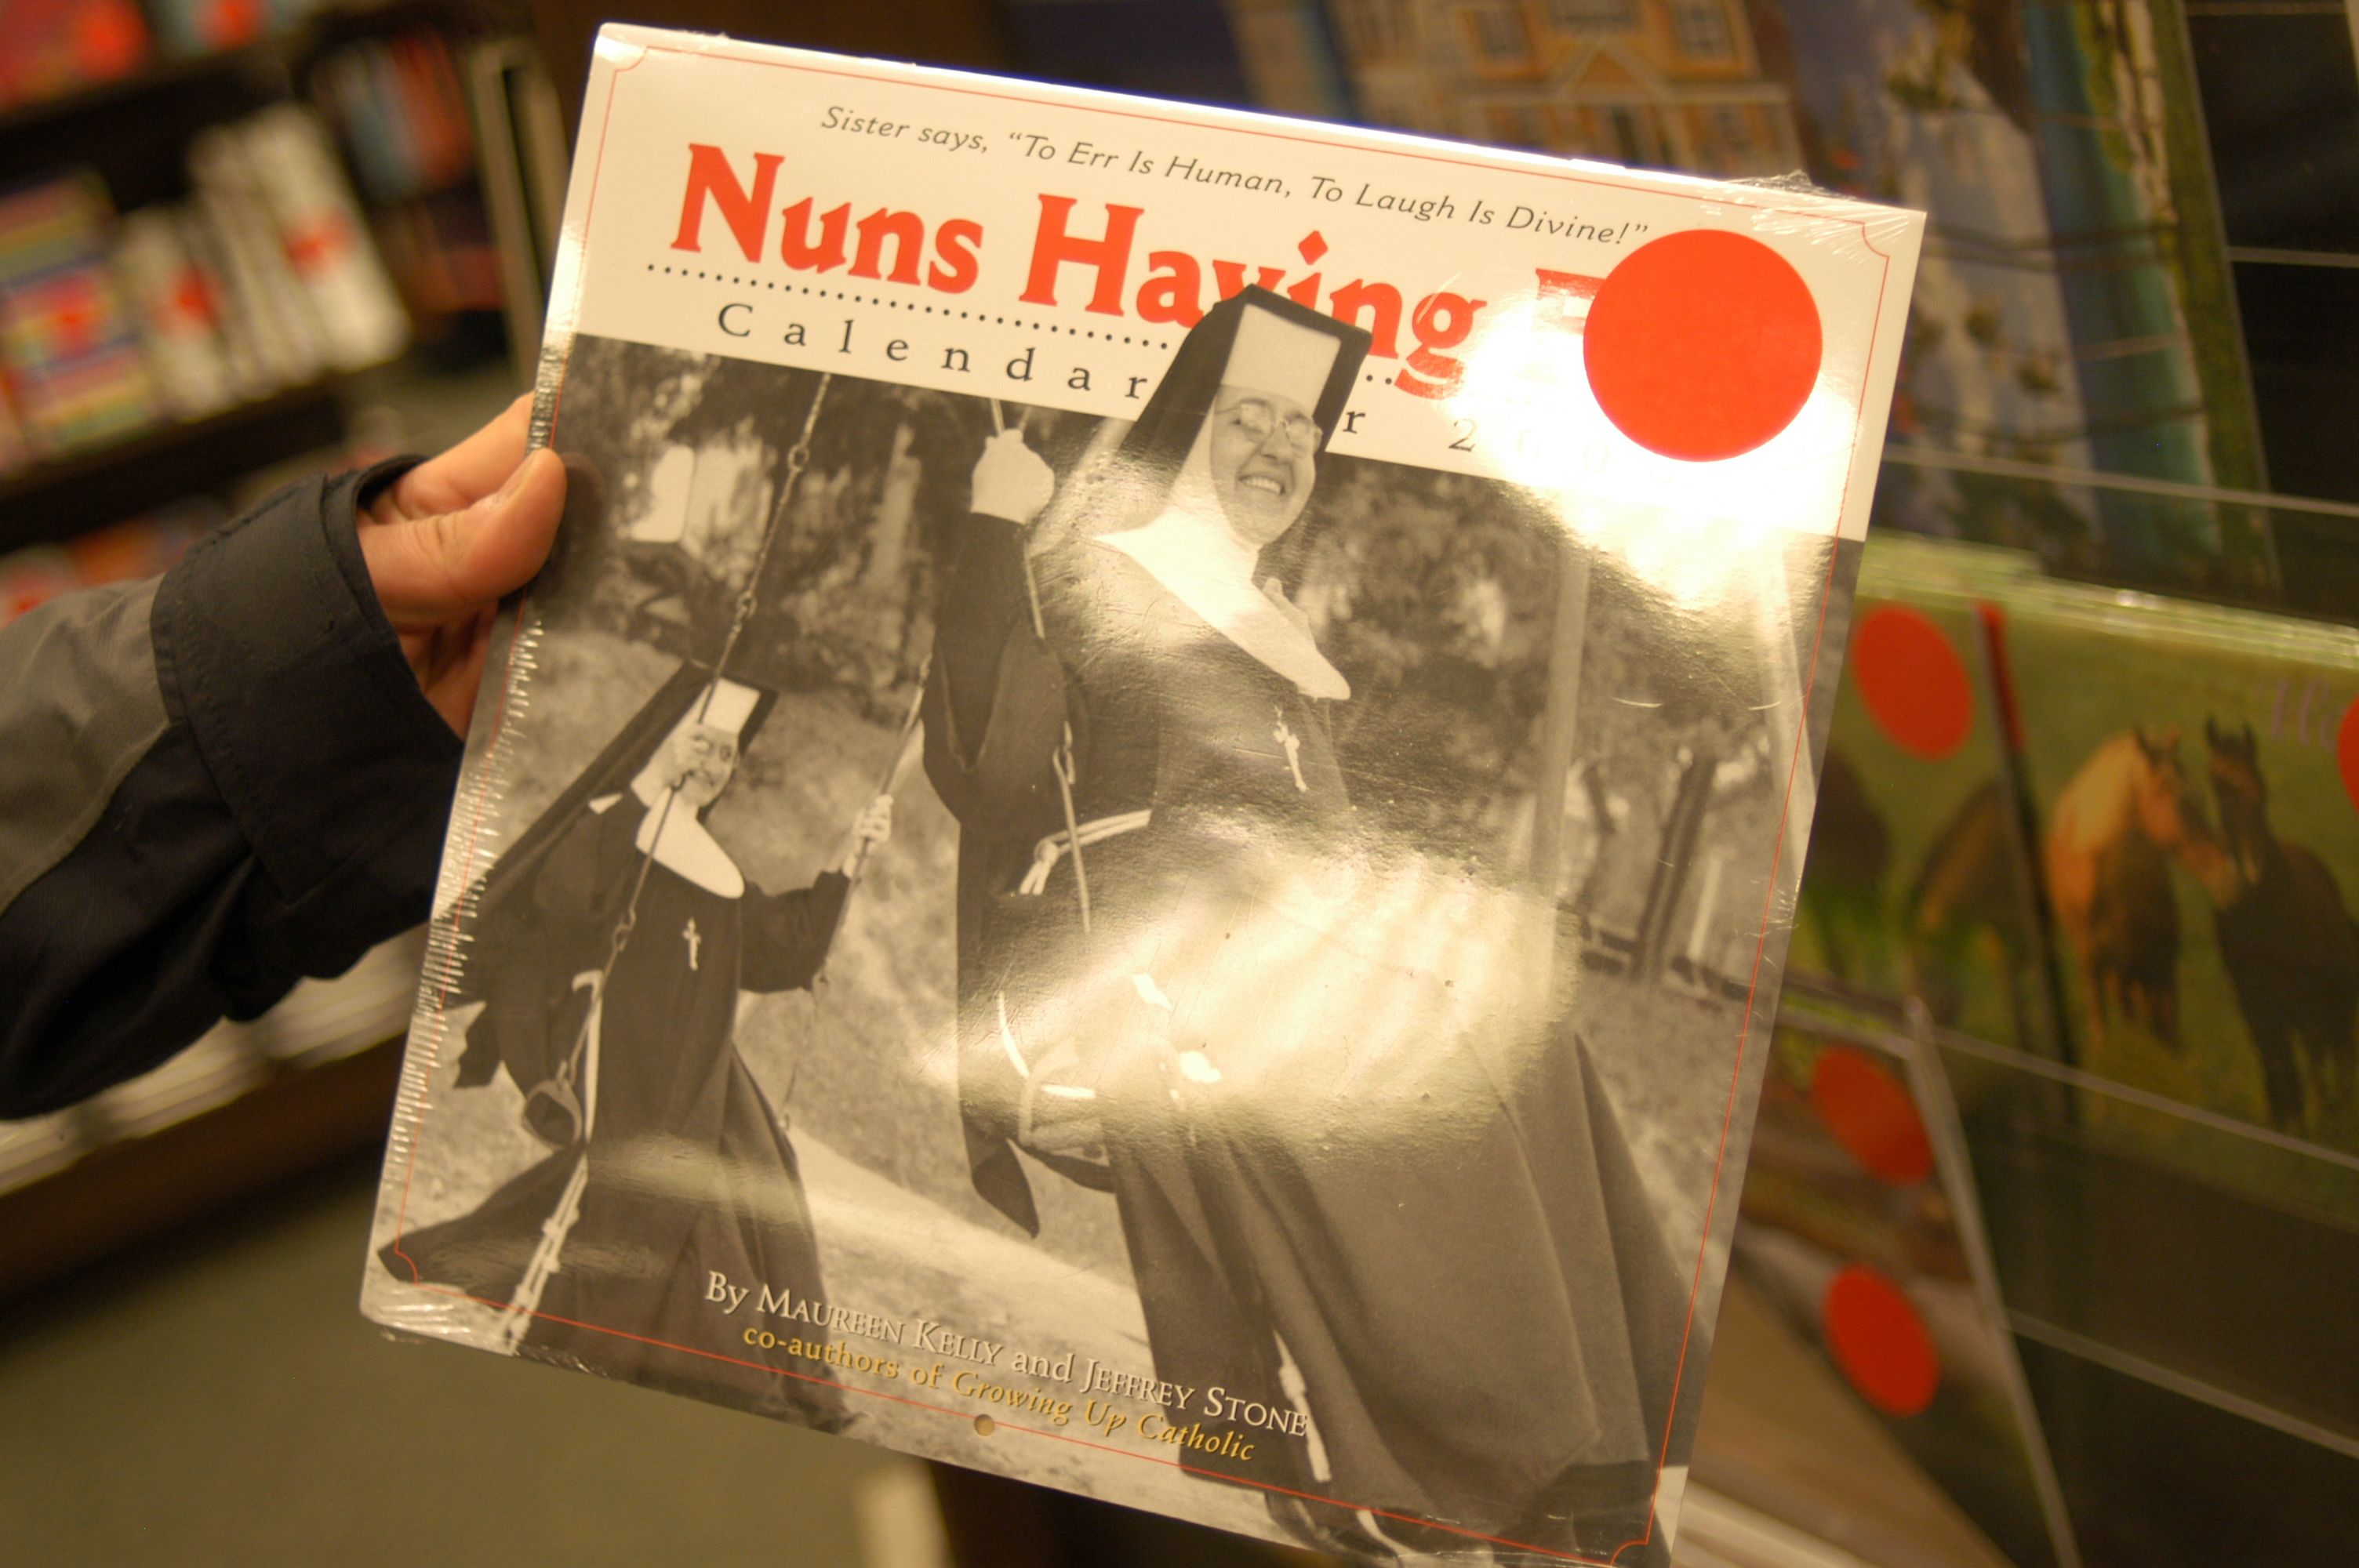 Sister says, "To Err Is Human, To Laugh Is Divine!"
Nuns Having
Calendar
By MAUREEN KELLY and JEFFREY STONE
co-authors of Growing Up Catholic